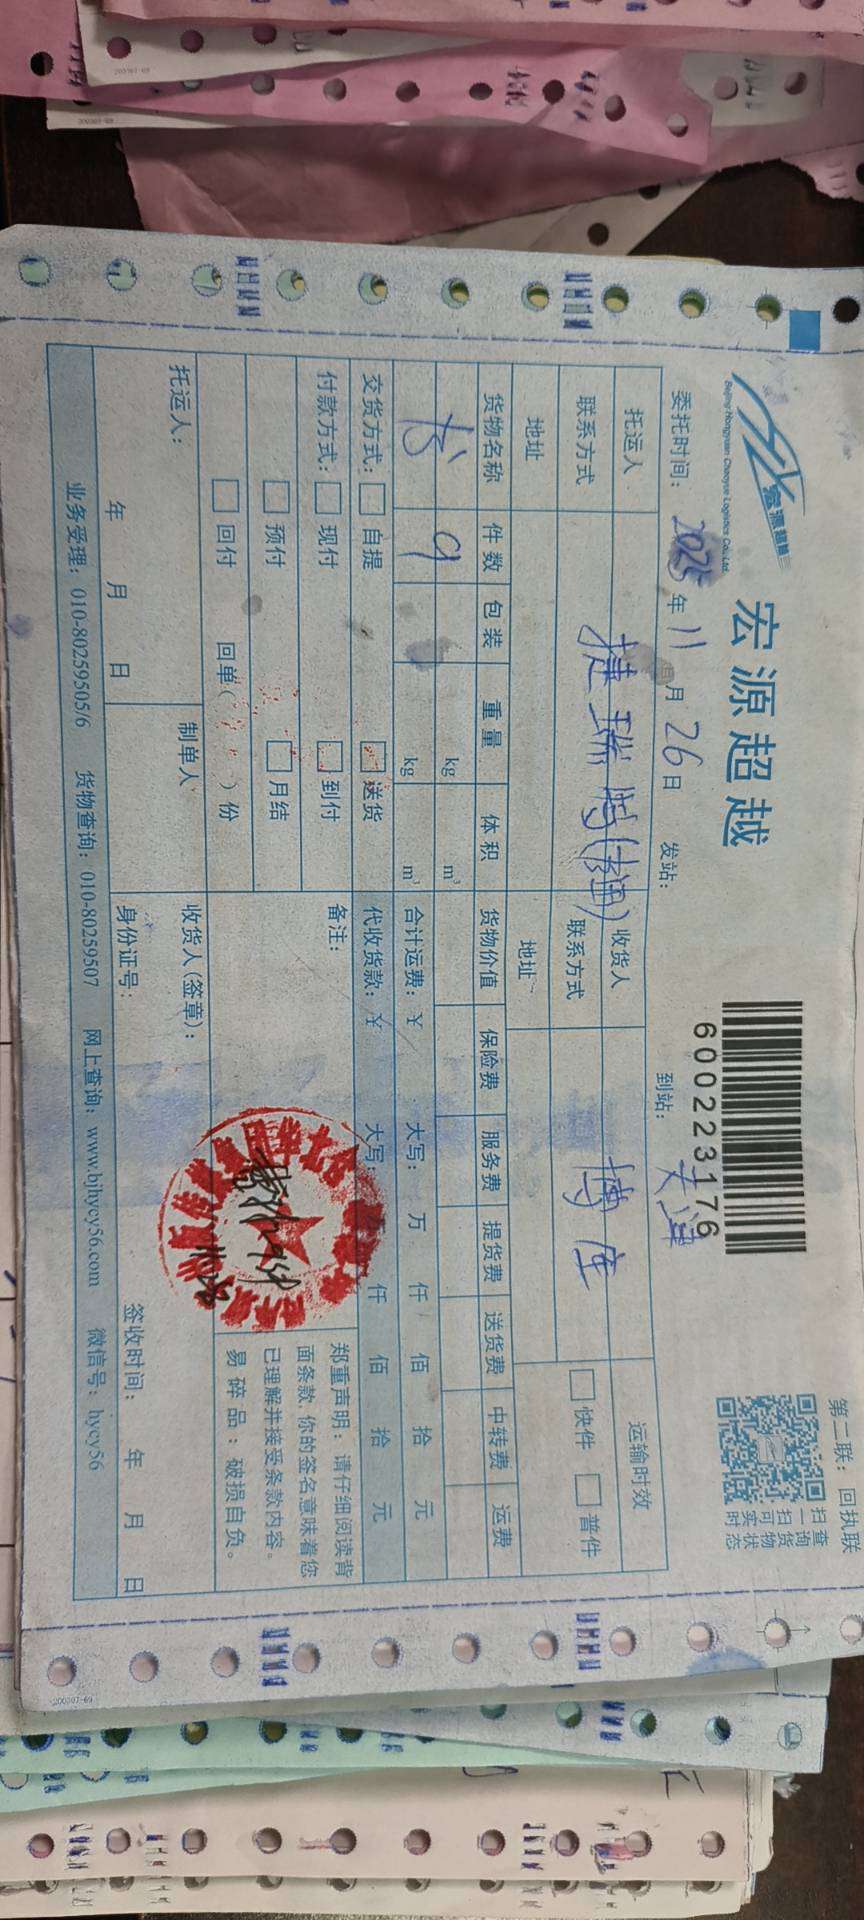 第二联：回执联
宏源超越
Beijing Hongyuan Chaoyue Logistics Co., Ltd.
宏源超越
600223176
扫一扫可实时
查询货物状态
委托时间：2025年11月26日 发站： 到站：天津
托运人 捷瑞 收货人 博库 运输时效
联系方式 联系方式 快件 普件
地址 地址
货物名称 件数 包装 重量 体积 货物价值 保险费 服务费 提货费 送货费 中转费 运费
书 9 kg m³
kg m³ 合计运费：¥ 大写： 万 仟 佰 拾 元
交货方式： 自提 送货 代收货款：¥ 大写： 仟 佰 拾 元
付款方式： 现付 到付 备注：
预付 月结
回付 回单（ ）份
郑重声明：请仔细阅读背
面条款，你的签名意味着您
已理解并接受条款内容。
易碎品：破损自负。
托运人： 制单人 收货人(签章)：
年 月 日 身份证号： 签收时间： 年 月 日
业务受理：010-80259505/6 货物查询：010-80259507 网上查询：www.bjhycy56.com 微信号：hycy56
200307-69